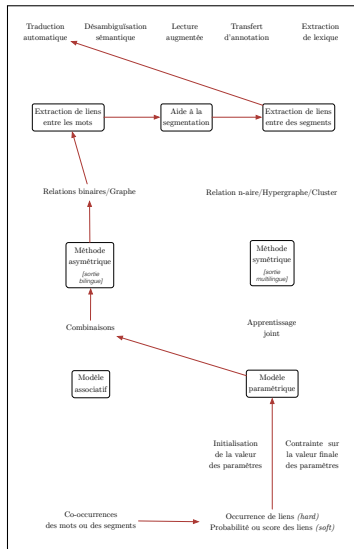 Traduction
automatique
Désambiguïsation
sémantique
Lecture
augmentée
Transfert
d'annotation
Extraction
de lexique
Extraction de liens
entre les mots
Aide à la
segmentation
Extraction de liens
entre des segments
Relations binaires/Graphe
Relation n-aire/Hypergraphe/Cluster
Méthode
asymétrique
[sortie
bilingue]
Méthode
symétrique
[sortie
multilingue]
Combinaisons
Apprentissage
joint
Modèle
associatif
Modèle
paramétrique
Initialisation
de la valeur
des paramètres
Contrainte sur
la valeur finale
des paramètres
Co-occurrences
des mots ou des segments
Occurrence de liens (hard)
Probabilité ou score des liens (soft)